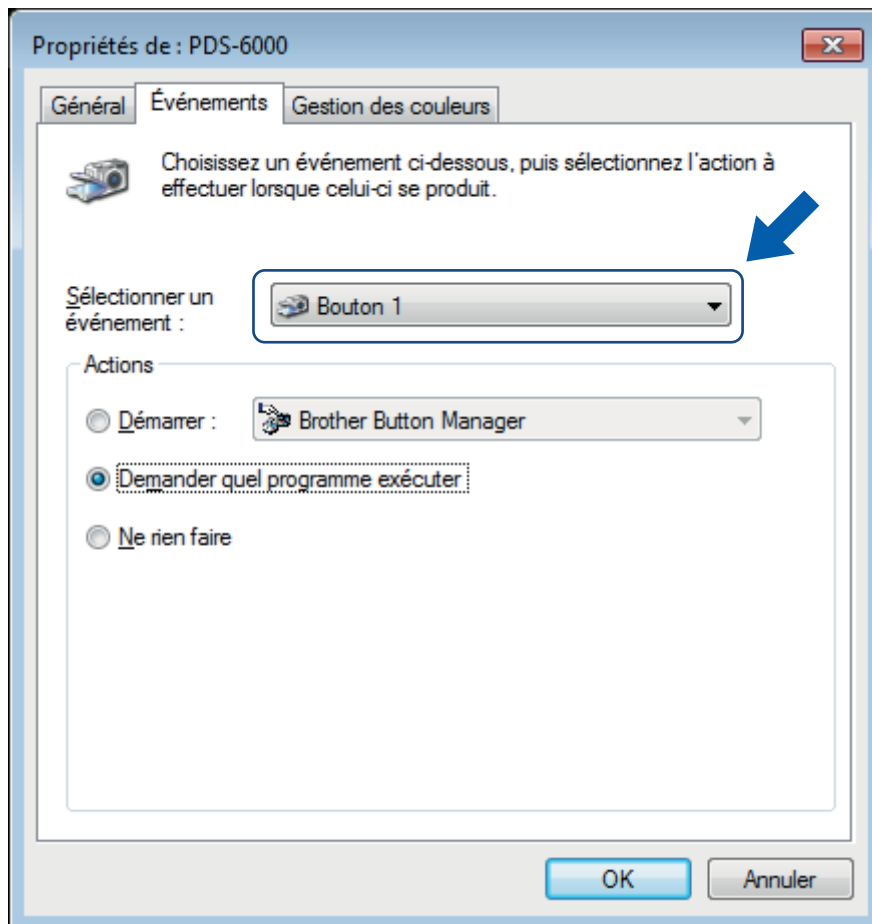 Propriétés de : PDS-6000
Général
Événements
Gestion des couleurs
Choisissez un événement ci-dessous, puis sélectionnez l'action à
effectuer lorsque celui-ci se produit.
Sélectionner un
événement :
Bouton 1
Actions
Démarrer :
Brother Button Manager
Demander quel programme exécuter
Ne rien faire
OK
Annuler